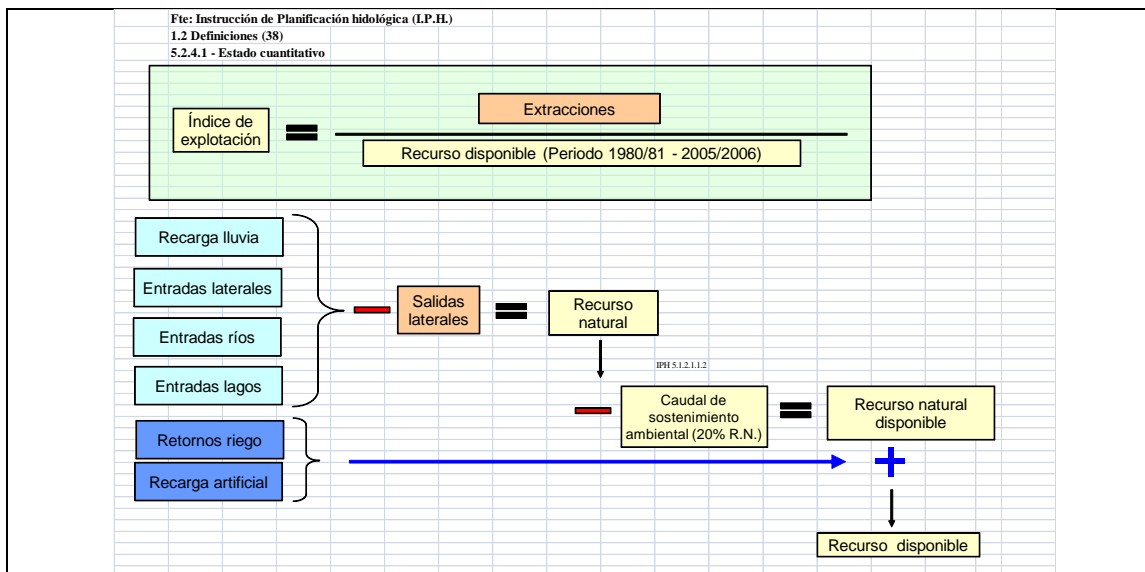 Fte: Instrucción de Planificación hidológica (I.P.H.)
1.2 Definiciones (38)
5.2.4.1 - Estado cuantitativo
Índice de
explotación
=
Extracciones
Recurso disponible (Periodo 1980/81 - 2005/2006)
Recarga lluvia
Entradas laterales
Entradas ríos
Entradas lagos
Salidas
laterales
=
Recurso
natural
IPH 5.1.2.1.1.2
Caudal de
sostenimiento
ambiental (20% R.N.)
=
Recurso natural
disponible
Retornos riego
Recarga artificial
+
Recurso disponible